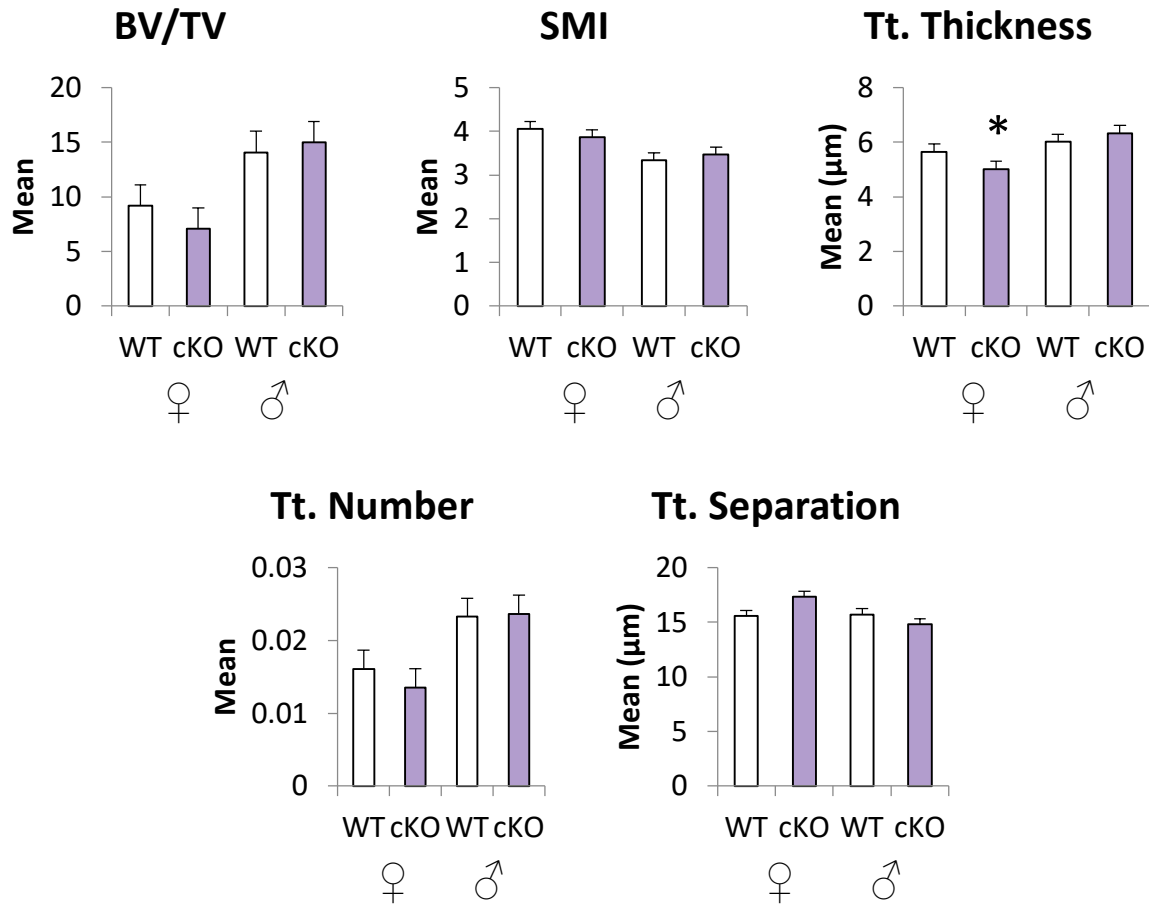 BV/TV
Mean
20
15
10
5
0
WT cKO WT cKO
♀ ♂
SMI
Mean
5
4
3
2
1
0
WT cKO WT cKO
♀ ♂
Tt. Thickness
Mean (µm)
8
6
4
2
0
*
WT cKO WT cKO
♀ ♂
Tt. Number
Mean
0.03
0.02
0.01
0
WT cKO WT cKO
♀ ♂
Tt. Separation
Mean (µm)
20
15
10
5
0
WT cKO WT cKO
♀ ♂